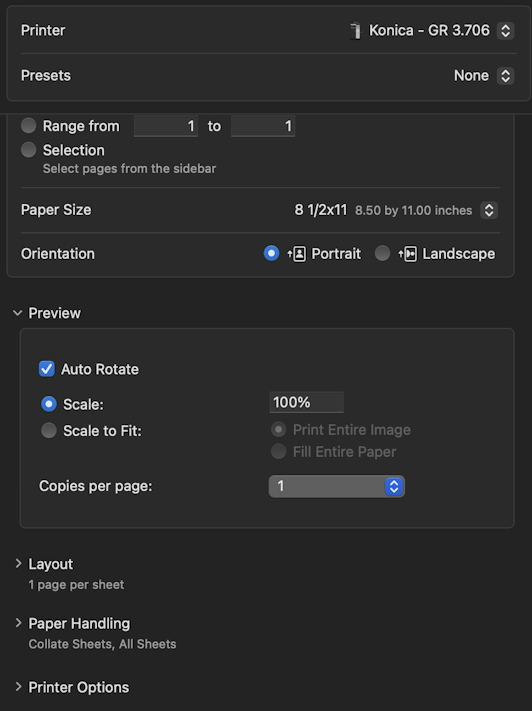 Printer Konica - GR 3.706
Presets None
Range from 1 to 1
Selection
Select pages from the sidebar
Paper Size 8 1/2x11 8.50 by 11.00 inches
Orientation Portrait Landscape
Preview
Auto Rotate
Scale: 100%
Scale to Fit: Print Entire Image
Fill Entire Paper
Copies per page: 1
Layout
1 page per sheet
Paper Handling
Collate Sheets, All Sheets
Printer Options